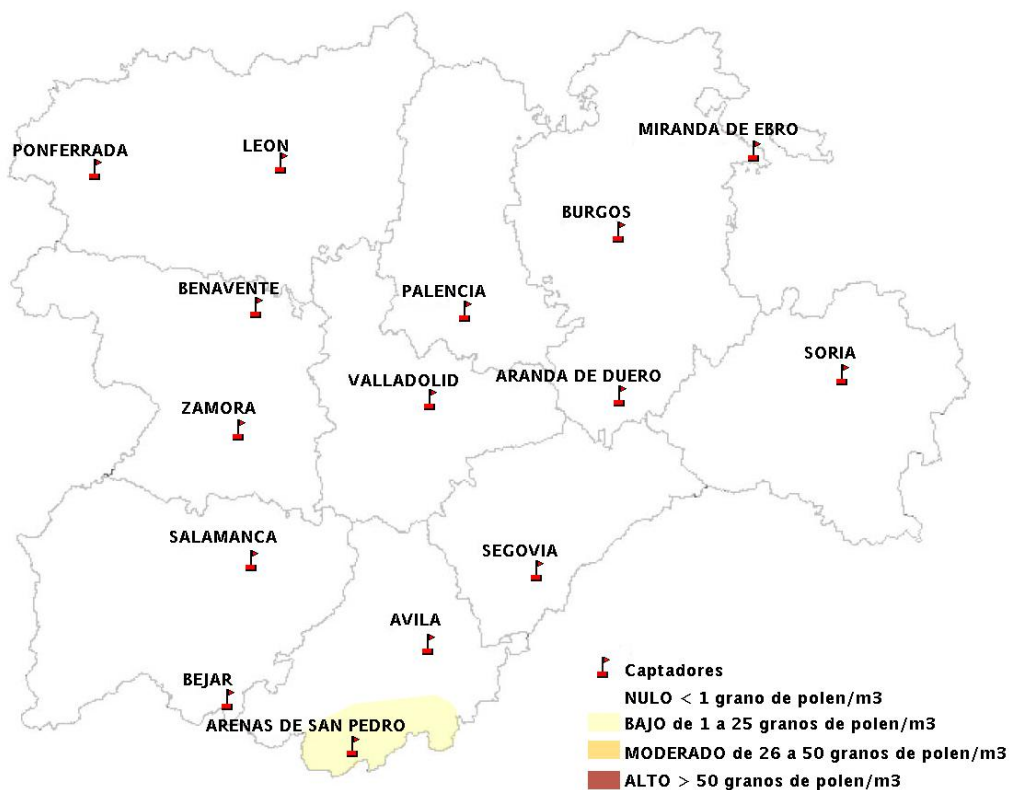 MIRANDA DE EBRO
PONFERRADA
LEON
BURGOS
BENAVENTE
PALENCIA
SORIA
VALLADOLID
ARANDA DE DUERO
ZAMORA
SALAMANCA
SEGOVIA
AVILA
BEJAR
ARENAS DE SAN PEDRO
Captadores
NULO < 1 grano de polen/m3
BAJO de 1 a 25 granos de polen/m3
MODERADO de 26 a 50 granos de polen/m3
ALTO > 50 granos de polen/m3